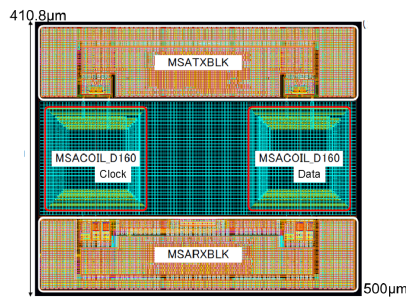 410.8μm
MSATXBLK
MSACOIL_D160
Clock
MSACOIL_D160
Data
MSARXBLK
500μm